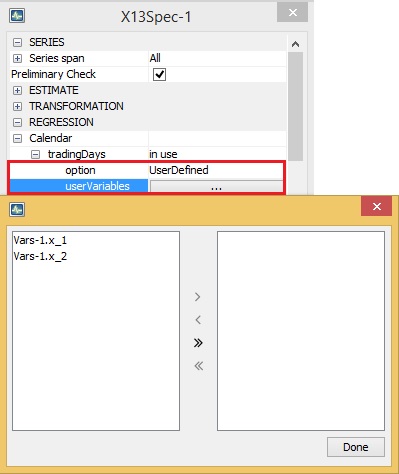 X13Spec-1
SERIES
Series span All
Preliminary Check
ESTIMATE
TRANSFORMATION
REGRESSION
Calendar
tradingDays in use
option UserDefined
userVariables ...
Vars-1.x_1
Vars-1.x_2
Done